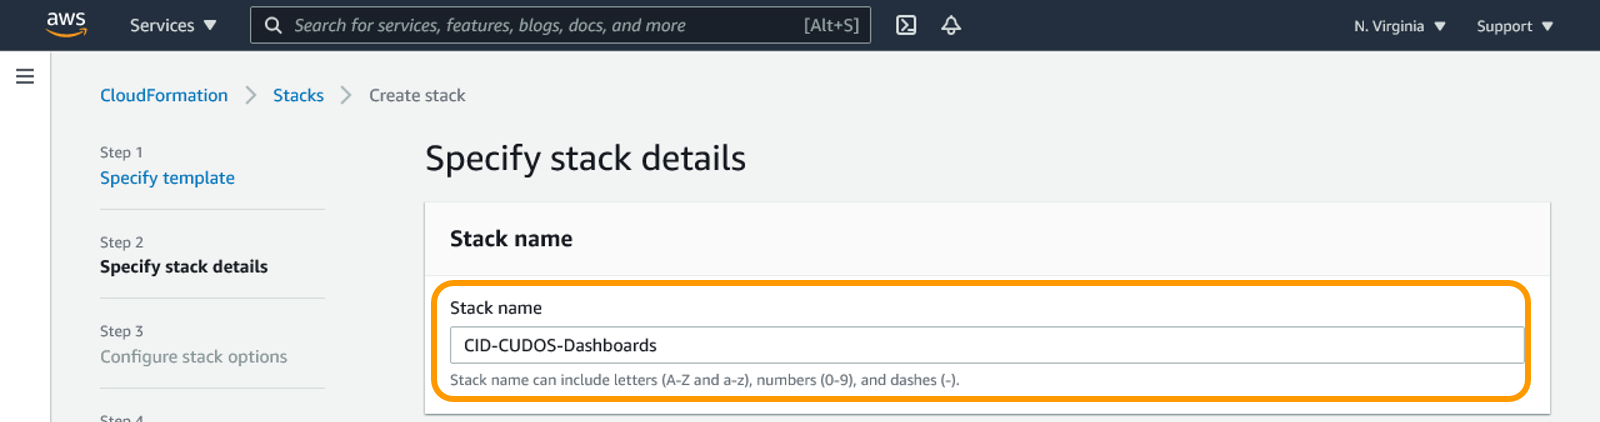 aws Services Search for services, features, blogs, docs, and more [Alt+S] N. Virginia Support
CloudFormation Stacks Create stack
Step 1
Specify template
Step 2
Specify stack details
Step 3
Configure stack options
Step 4
Specify stack details
Stack name
Stack name
CID-CUDOS-Dashboards
Stack name can include letters (A-Z and a-z), numbers (0-9), and dashes (-).